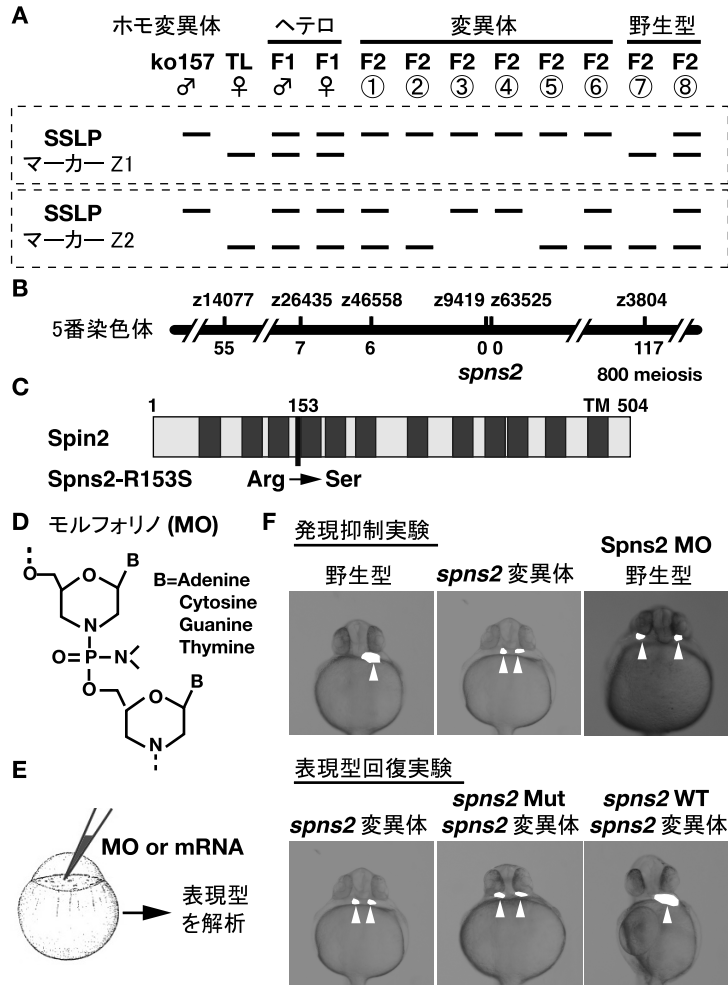 A
ホモ変異体 ヘテロ 変異体 野生型
ko157 TL F1 F1 F2 F2 F2 F2 F2 F2 F2 F2
♂ ♀ ♂ ♀ ① ② ③ ④ ⑤ ⑥ ⑦ ⑧
SSLP
マーカー Z1
SSLP
マーカー Z2
B
z14077 z26435 z46558 z9419 z63525 z3804
5番染色体
55 7 6 0 0 117
spns2 800 meiosis
C
1 153 TM 504
Spin2
Spns2-R153S Arg Ser
D モルフォリノ (MO)
B
O O
N
O=P-N
O
B
O
N
B=Adenine
Cytosine
Guanine
Thymine
E
MO or mRNA
表現型
を解析
F 発現抑制実験
Spns2 MO
野生型 spns2 変異体 野生型
表現型回復実験
spns2 Mut spns2 WT
spns2 変異体 spns2 変異体 spns2 変異体